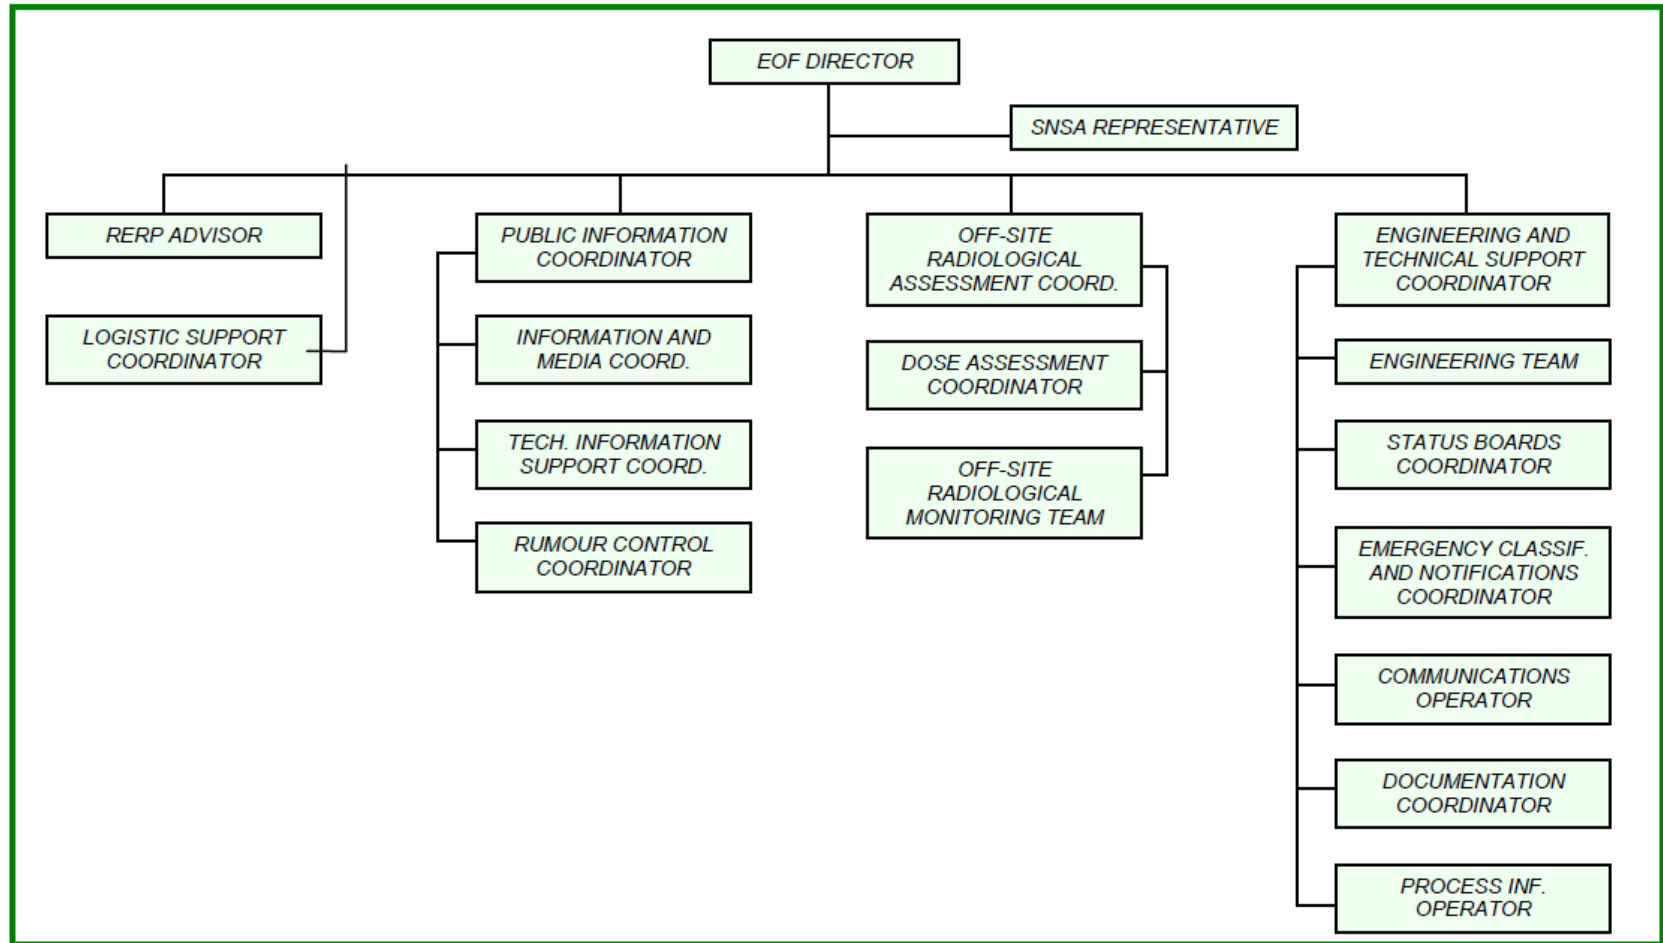 EOF DIRECTOR
SNSA REPRESENTATIVE
RERP ADVISOR
LOGISTIC SUPPORT
COORDINATOR
PUBLIC INFORMATION
COORDINATOR
INFORMATION AND
MEDIA COORD.
TECH. INFORMATION
SUPPORT COORD.
RUMOUR CONTROL
COORDINATOR
OFF-SITE
RADIOLOGICAL
ASSESSMENT COORD.
DOSE ASSESSMENT
COORDINATOR
OFF-SITE
RADIOLOGICAL
MONITORING TEAM
ENGINEERING AND
TECHNICAL SUPPORT
COORDINATOR
ENGINEERING TEAM
STATUS BOARDS
COORDINATOR
EMERGENCY CLASSIF.
AND NOTIFICATIONS
COORDINATOR
COMMUNICATIONS
OPERATOR
DOCUMENTATION
COORDINATOR
PROCESS INF.
OPERATOR